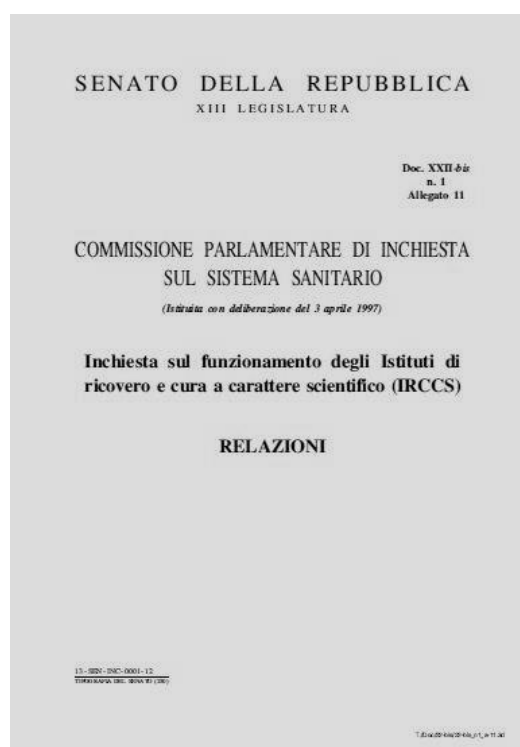 SENATO DELLA REPUBBLICA
XIII LEGISLATURA
Doc. XXII-bis
n. 1
Allegato 11
COMMISSIONE PARLAMENTARE DI INCHIESTA
SUL SISTEMA SANITARIO
(Istituita con deliberazione del 3 aprile 1997)
Inchiesta sul funzionamento degli Istituti di
ricovero e cura a carattere scientifico (IRCCS)
RELAZIONI
13 - SEN - INC - 0001 - 12
TIPOGRAFIA DEL SENATO